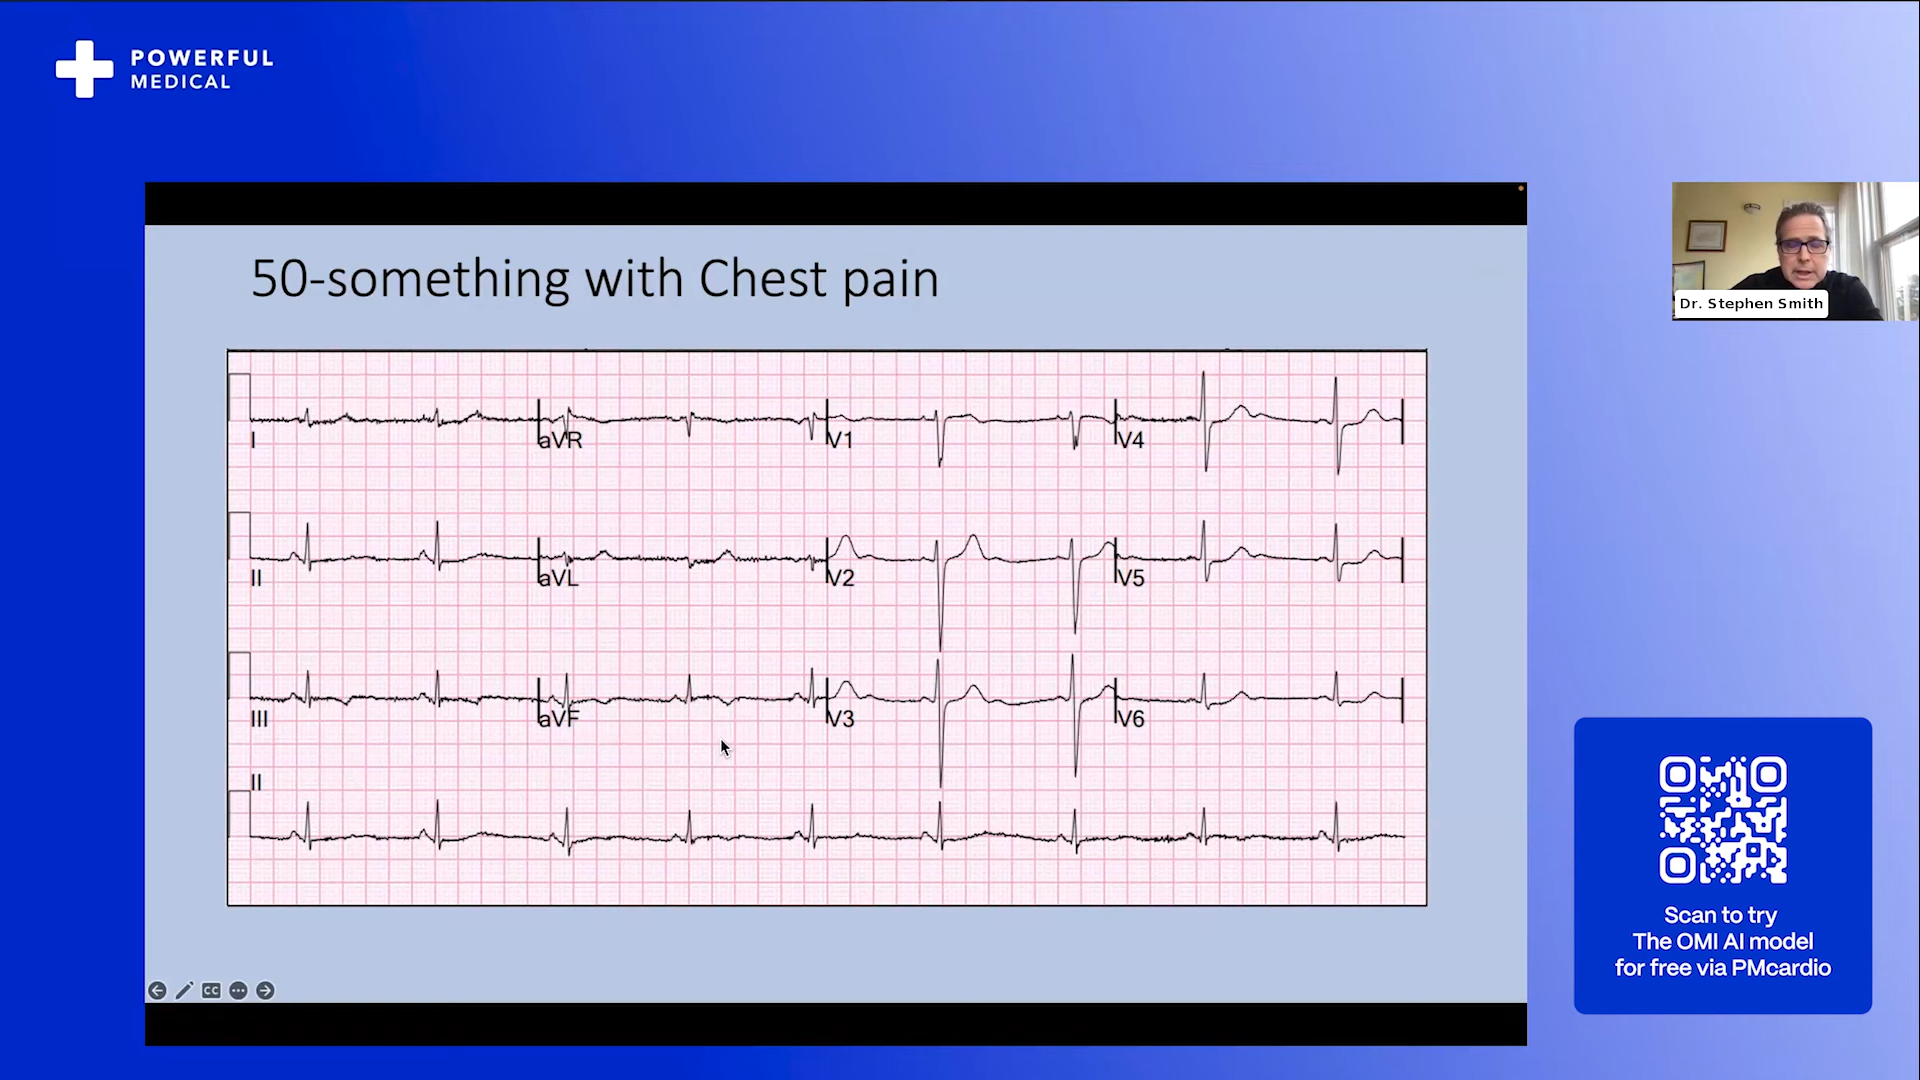 POWERFUL
MEDICAL
50-something with Chest pain
Dr. Stephen Smith
I
aVR
V1
V4
II
aVL
V2
V5
III
aVF
V3
V6
II
CC
Scan to try
The OMI AI model
for free via PMcardio